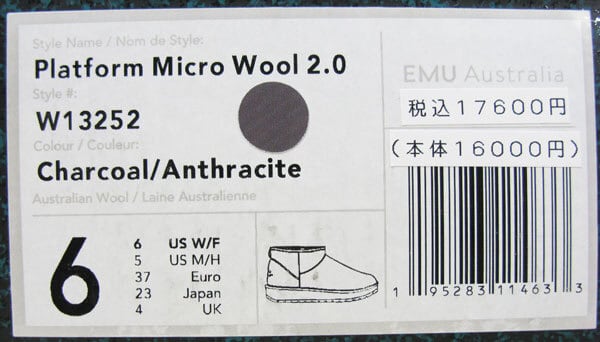 Style Name / Nom de Style:
Platform Micro Wool 2.0
Style #:
W13252
Colour / Couleur:
Charcoal/Anthracite
Australian Wool / Laine Australienne
EMU Australia
税込17600円
(本体16000円)
6
6 US W/F
5 US M/H
37 Euro
23 Japan
4 UK
1 95283 11463 3